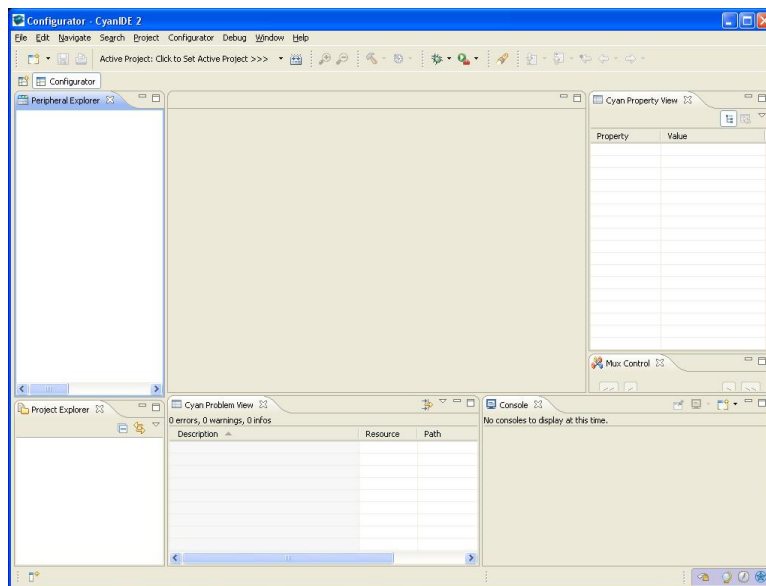 Configurator - CyanIDE 2
File Edit Navigate Search Project Configurator Debug Window Help
Active Project: Click to Set Active Project >>>
Configurator
Peripheral Explorer
Cyan Property View
Property Value
Mux Control
Project Explorer
Cyan Problem View
Console
0 errors, 0 warnings, 0 infos
No consoles to display at this time.
Description Resource Path